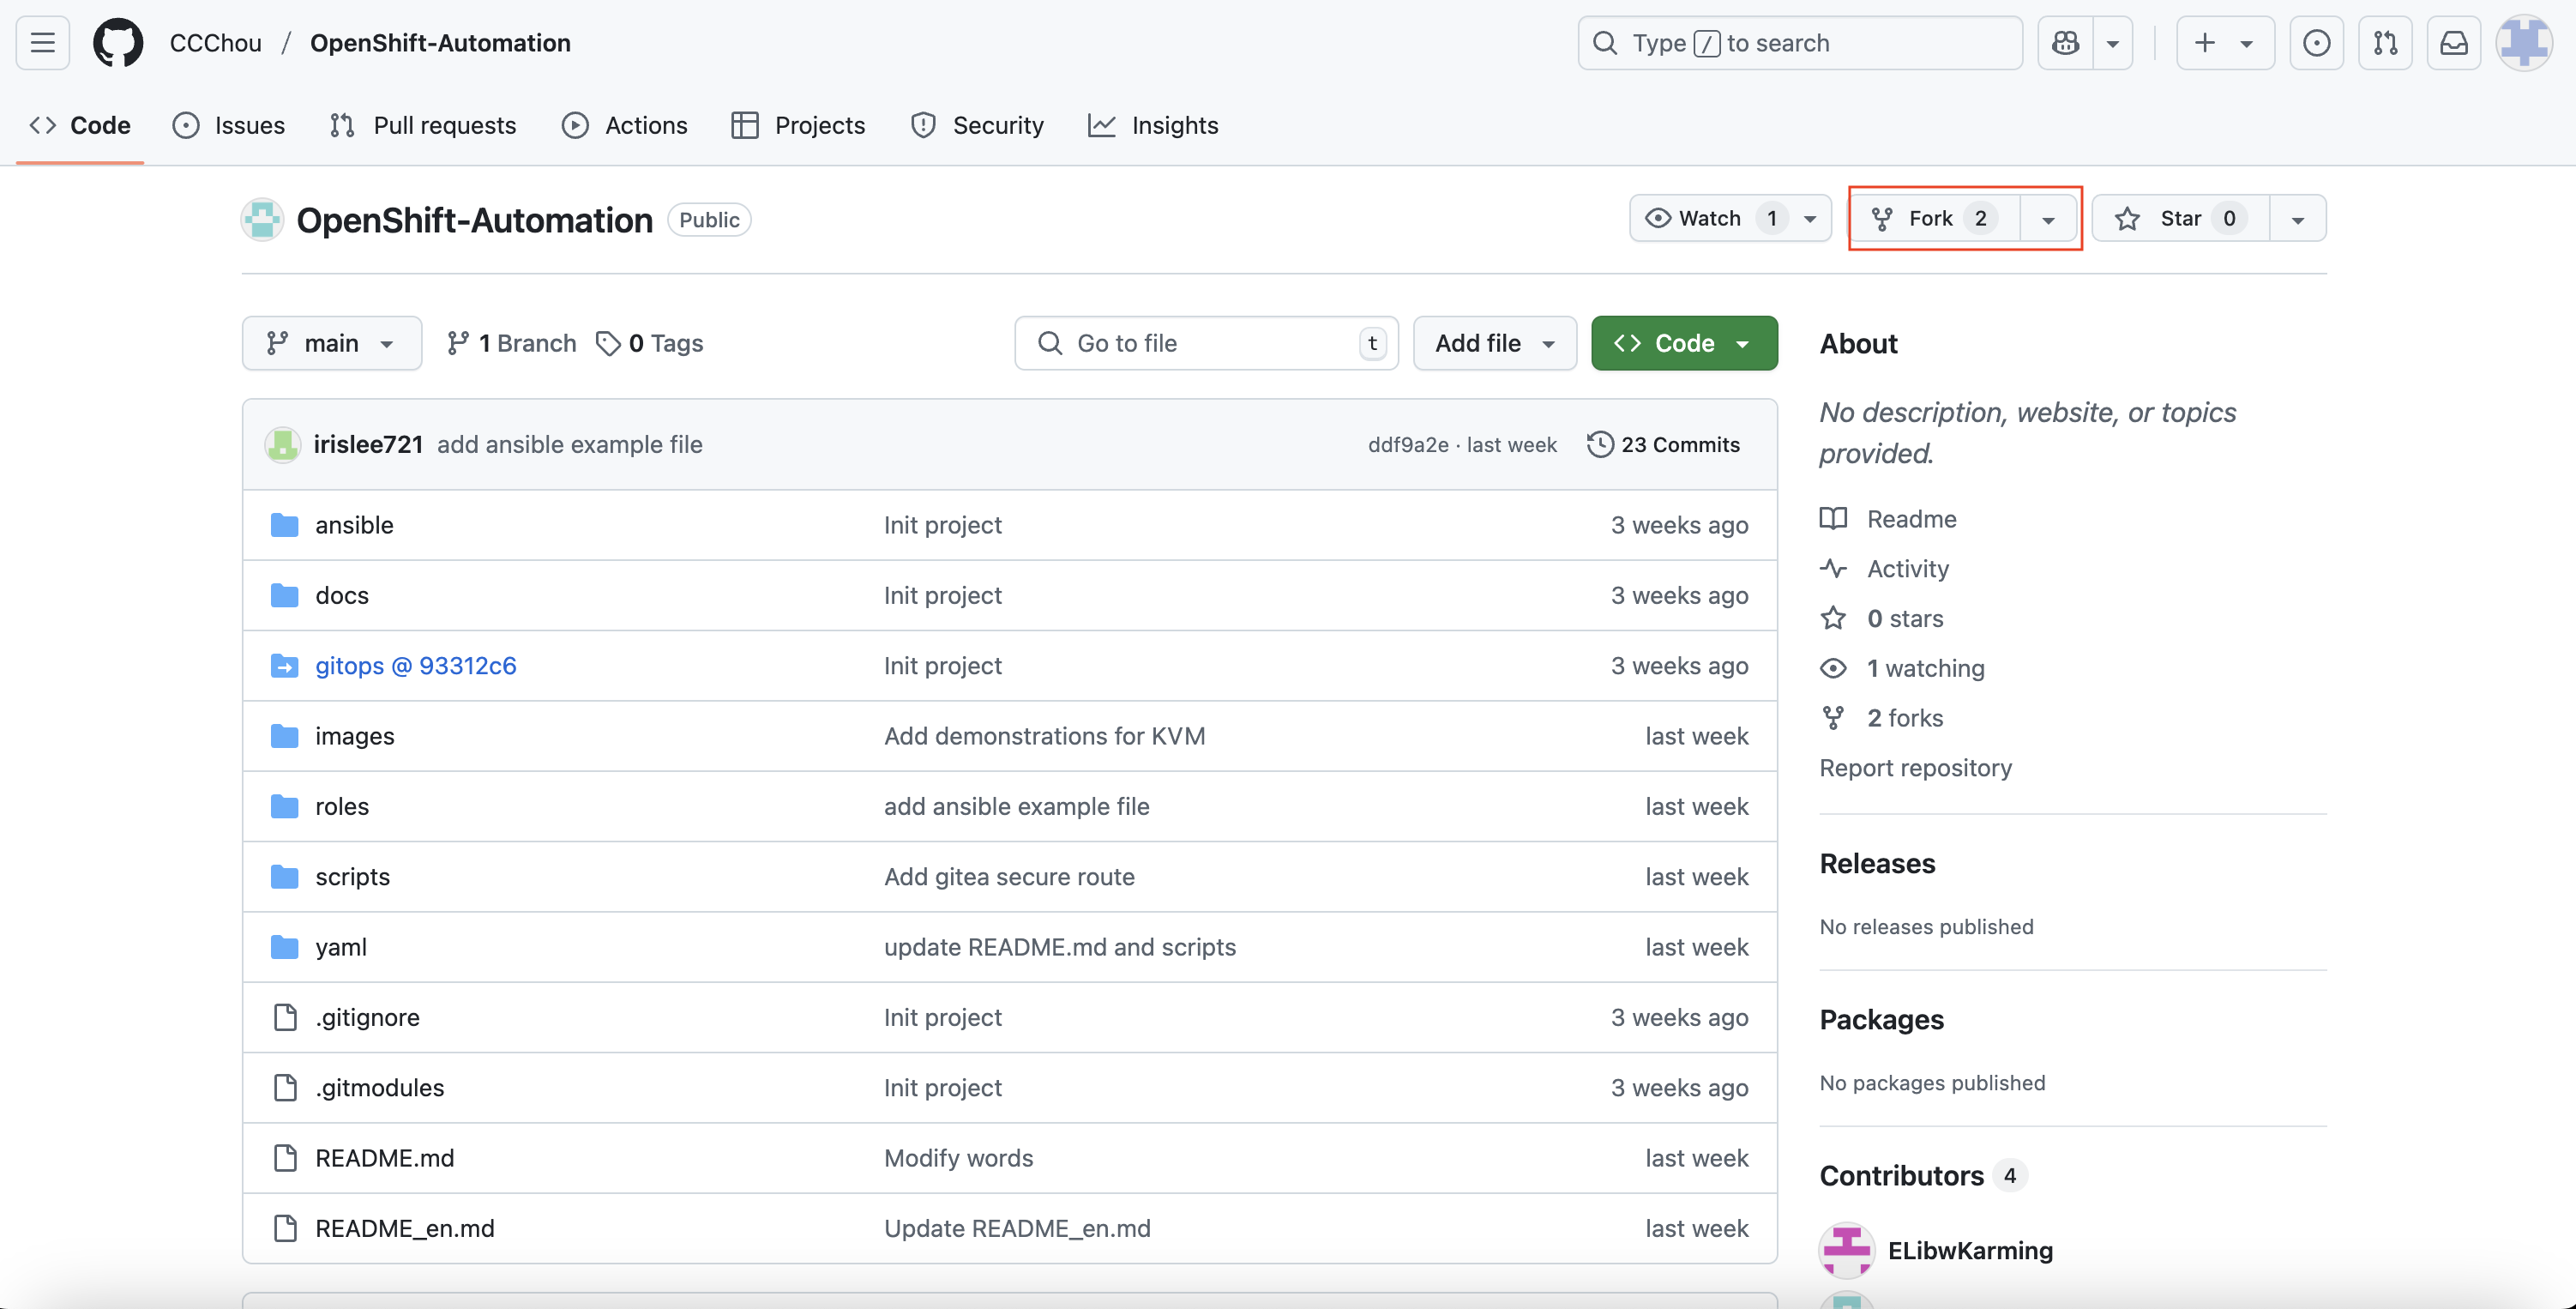 CCChou / OpenShift-Automation
Type / to search
Code Issues Pull requests Actions Projects Security Insights
OpenShift-Automation Public
Watch 1 Fork 2 Star 0
main 1 Branch 0 Tags Go to file t Add file Code
irislee721 add ansible example file ddf9a2e · last week 23 Commits
ansible Init project 3 weeks ago
docs Init project 3 weeks ago
gitops @ 93312c6 Init project 3 weeks ago
images Add demonstrations for KVM last week
roles add ansible example file last week
scripts Add gitea secure route last week
yaml update README.md and scripts last week
.gitignore Init project 3 weeks ago
.gitmodules Init project 3 weeks ago
README.md Modify words last week
README_en.md Update README_en.md last week
About
No description, website, or topics
provided.
Readme
Activity
0 stars
1 watching
2 forks
Report repository
Releases
No releases published
Packages
No packages published
Contributors 4
ELibwKarming